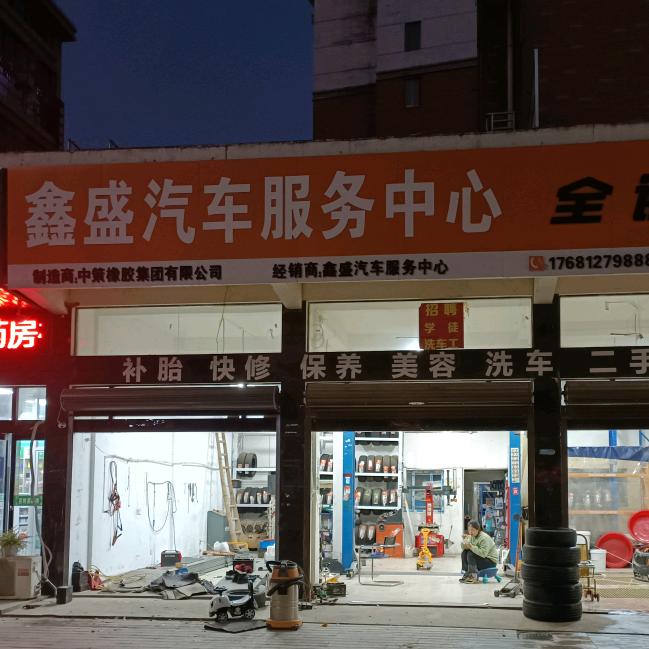 鑫盛汽车服务中心 全
制造商,中策橡胶集团有限公司 经销商,鑫盛汽车服务中心 17681279888
药房
招聘
学徒
洗车工
补胎 快修 保养 美容 洗车 二手